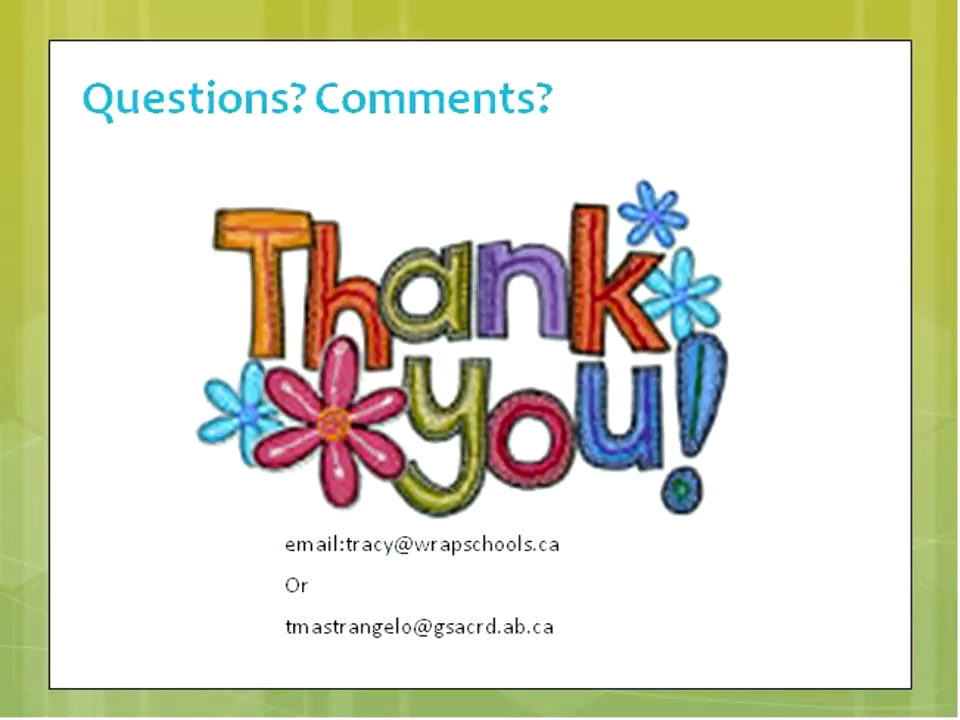 Questions? Comments?
Thank
you!
email:tracy@wrapschools.ca
Or
tmastrangelo@gsacrd.ab.ca